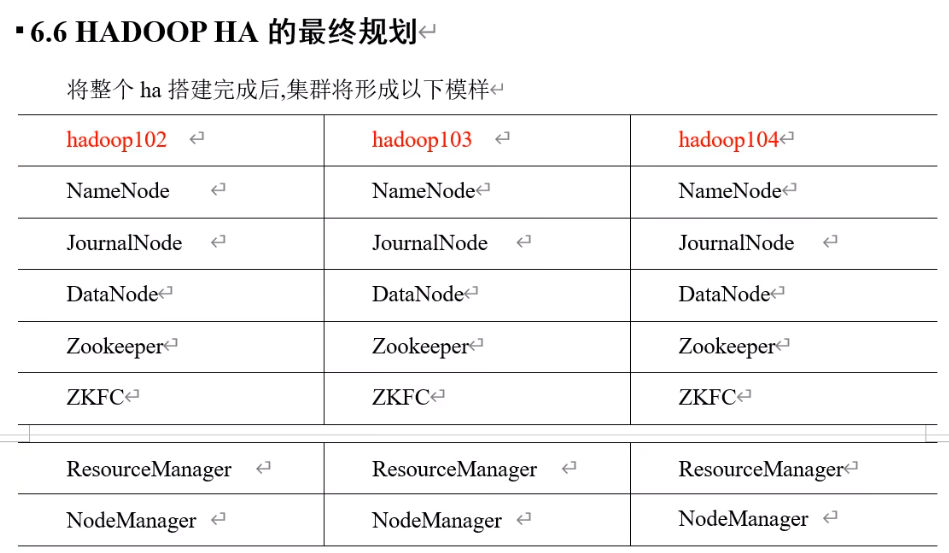 6.6 HADOOP HA 的最终规划
将整个 ha 搭建完成后,集群将形成以下模样
hadoop102 hadoop103 hadoop104
NameNode NameNode NameNode
JournalNode JournalNode JournalNode
DataNode DataNode DataNode
Zookeeper Zookeeper Zookeeper
ZKFC ZKFC ZKFC
ResourceManager ResourceManager ResourceManager
NodeManager NodeManager NodeManager